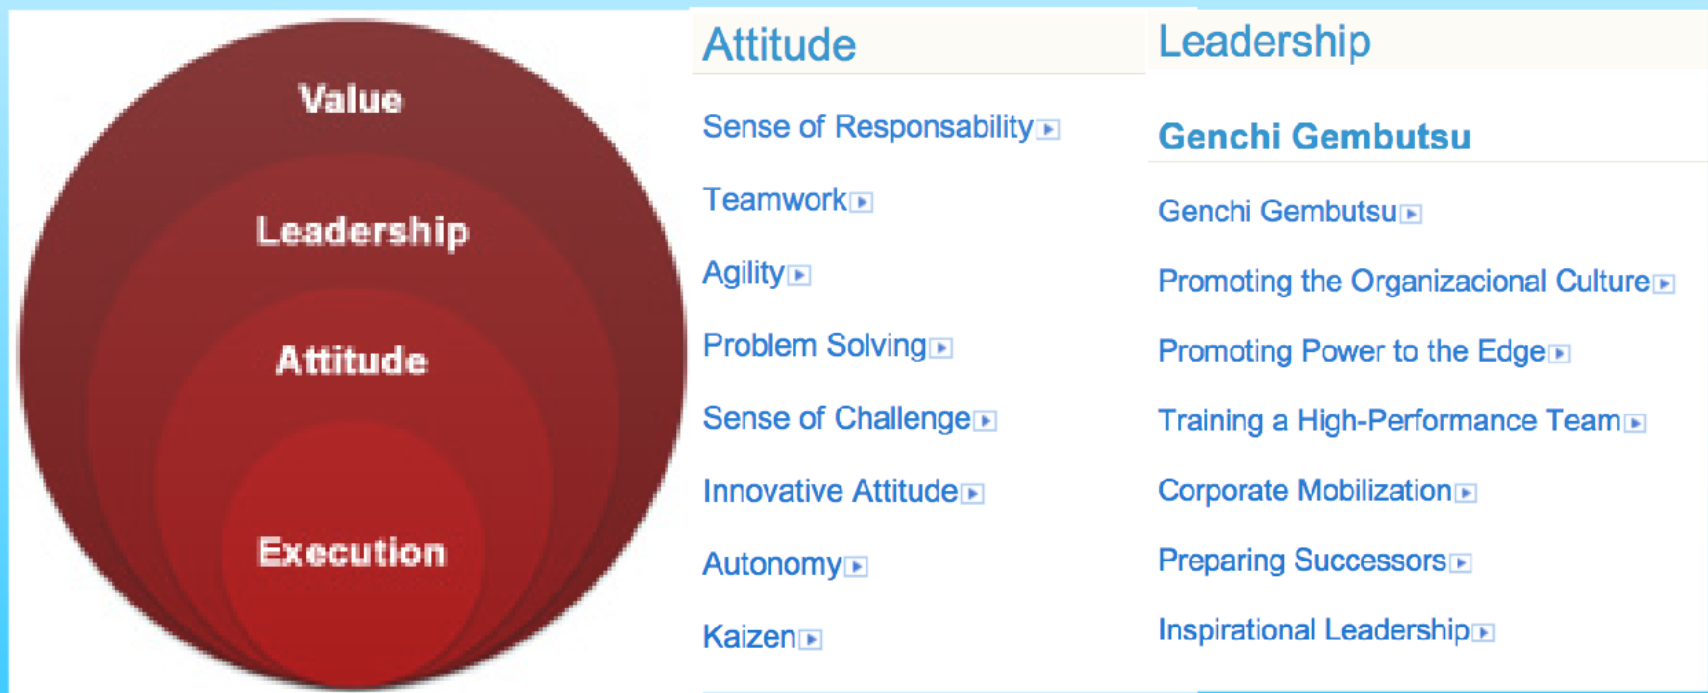 Value
Leadership
Attitude
Execution
Attitude
Sense of Responsability
Teamwork
Agility
Problem Solving
Sense of Challenge
Innovative Attitude
Autonomy
Kaizen
Leadership
Genchi Gembutsu
Genchi Gembutsu
Promoting the Organizacional Culture
Promoting Power to the Edge
Training a High-Performance Team
Corporate Mobilization
Preparing Successors
Inspirational Leadership